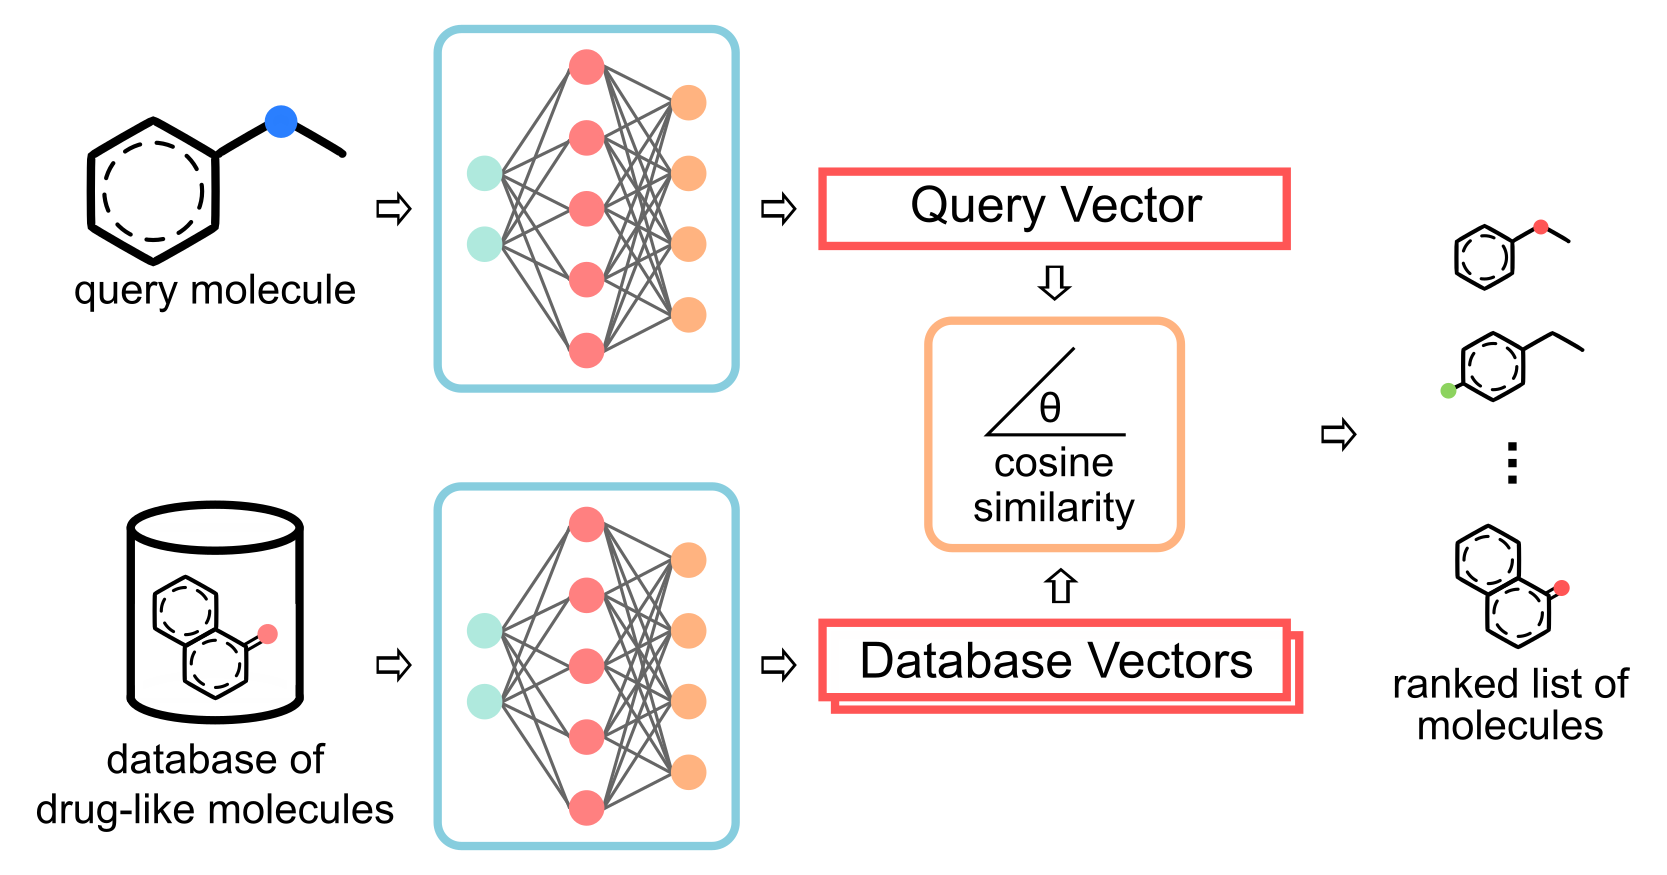 query molecule
Query Vector
θ
cosine
similarity
database of
drug-like molecules
Database Vectors
ranked list of
molecules